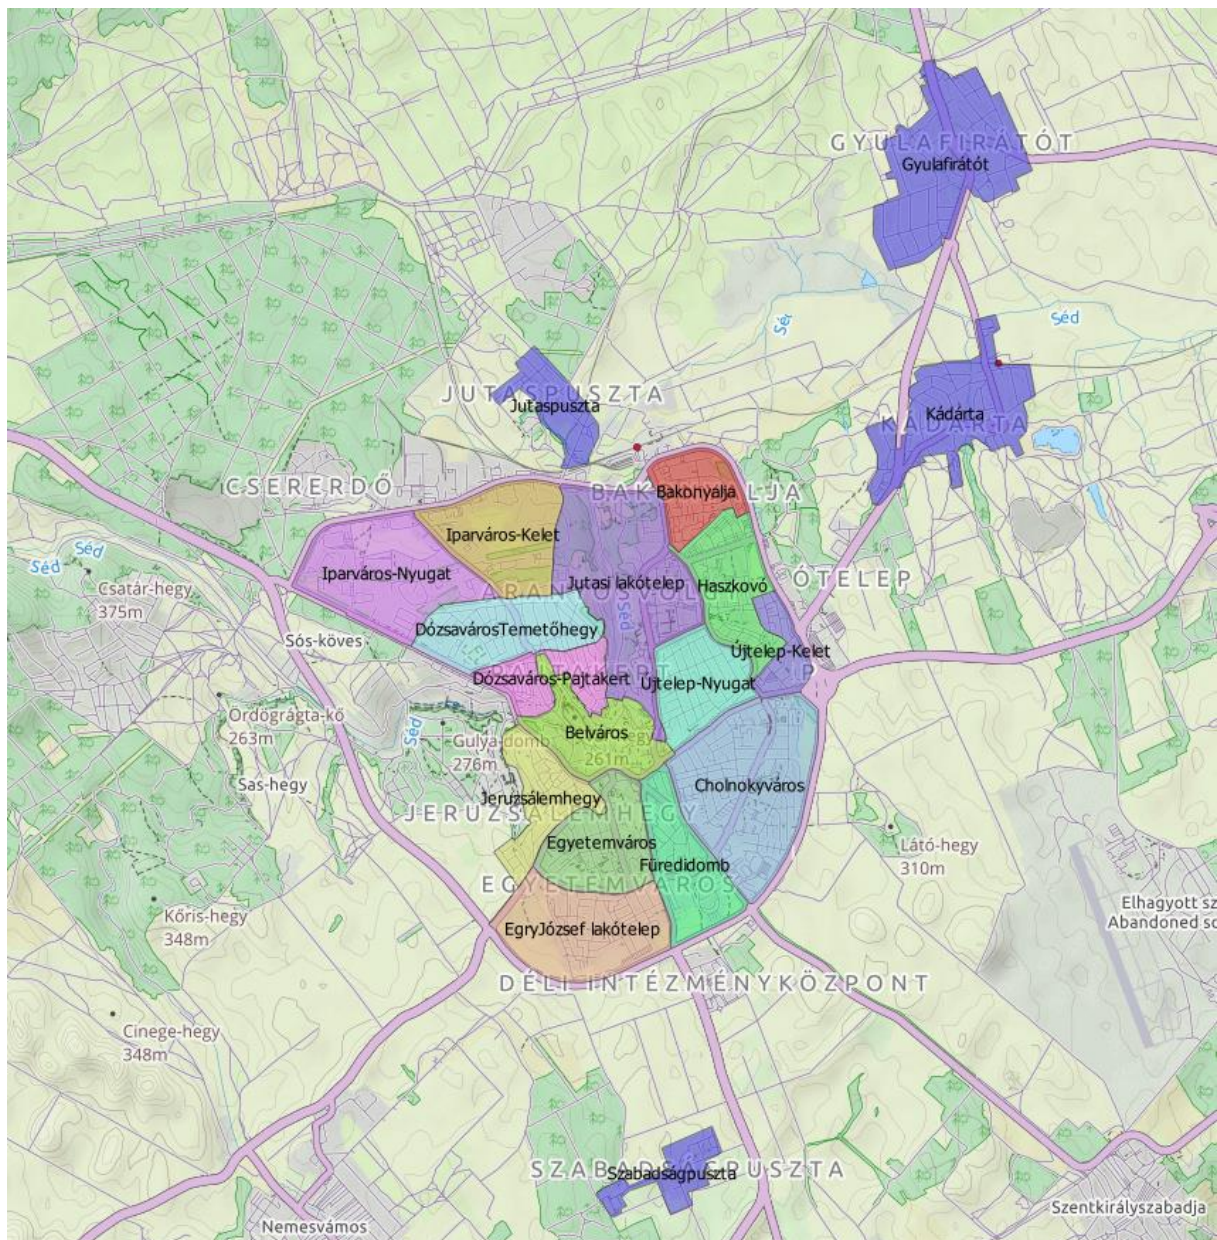 GYULAFIRÁTÓT
Gyulafirátót
Séd
Séd
JUTASPUSZTA
Jutaspuszta
Kádárta
KÁDÁRTA
CSERERDŐ
Bakonyalja
Iparváros-Kelet
Séd
Séd
Iparváros-Nyugat
Csatár-hegy
375m
Jutasi lakótelep
Haszkovó
ÓTELEP
Séd
DózsavárosTemetőhegy
Sós-köves
Újtelep-Kelet
Dózsaváros-Pajtakert
Újtelep-Nyugat
Ördögrágta-kő
263m
Séd
Gulya-domb
276m
Belváros
261m
Sas-hegy
Jeruzsálemhegy
Cholnokyváros
JERUZSÁLEMHEGY
Egyetemváros
Füredidomb
Látó-hegy
310m
EGYETEMVÁROS
Kőris-hegy
348m
EgryJózsef lakótelep
Elhagyott sz
Abandoned so
DÉLI INTÉZMÉNYKÖZPONT
Cinege-hegy
348m
SZABADSÁGPUSZTA
Szabadságpuszta
Szentkirályszabadja
Nemesvámos